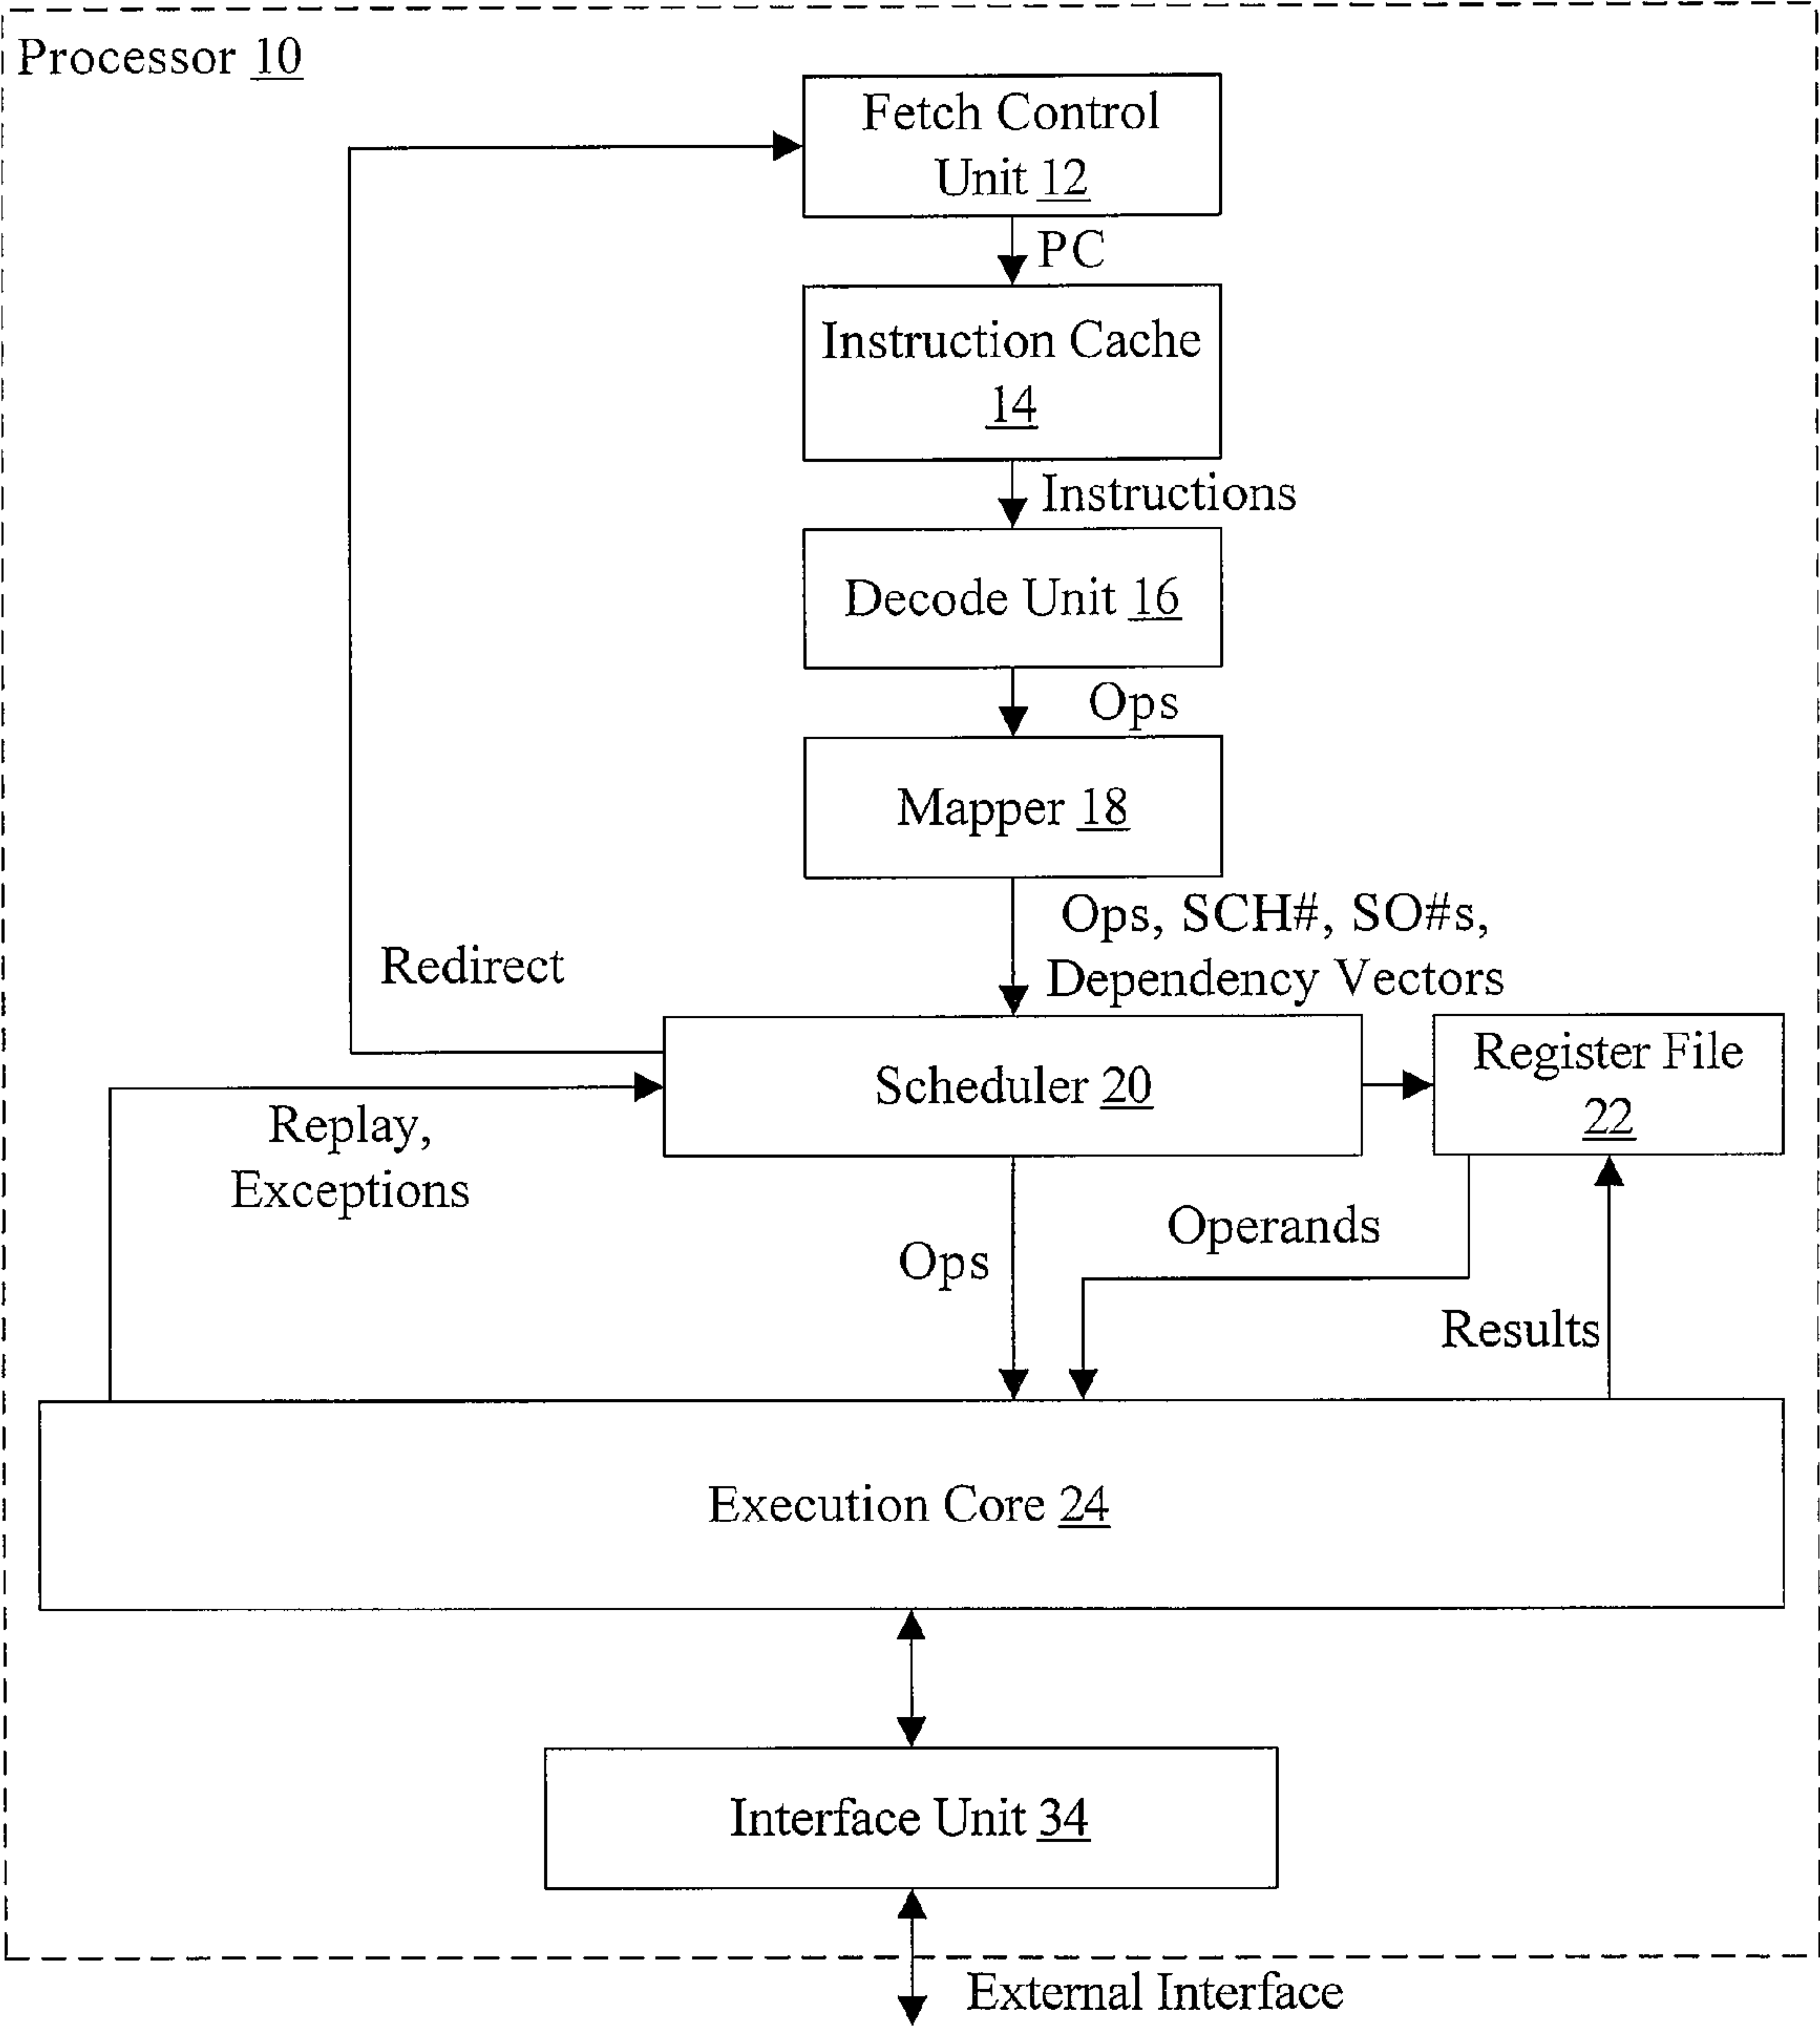 Processor 10
Fetch Control
Unit 12
PC
Instruction Cache
14
Instructions
Decode Unit 16
Ops
Mapper 18
Ops, SCH#, SO#s,
Dependency Vectors
Redirect
Scheduler 20
Register File
22
Replay,
Exceptions
Ops
Operands
Results
Execution Core 24
Interface Unit 34
External Interface